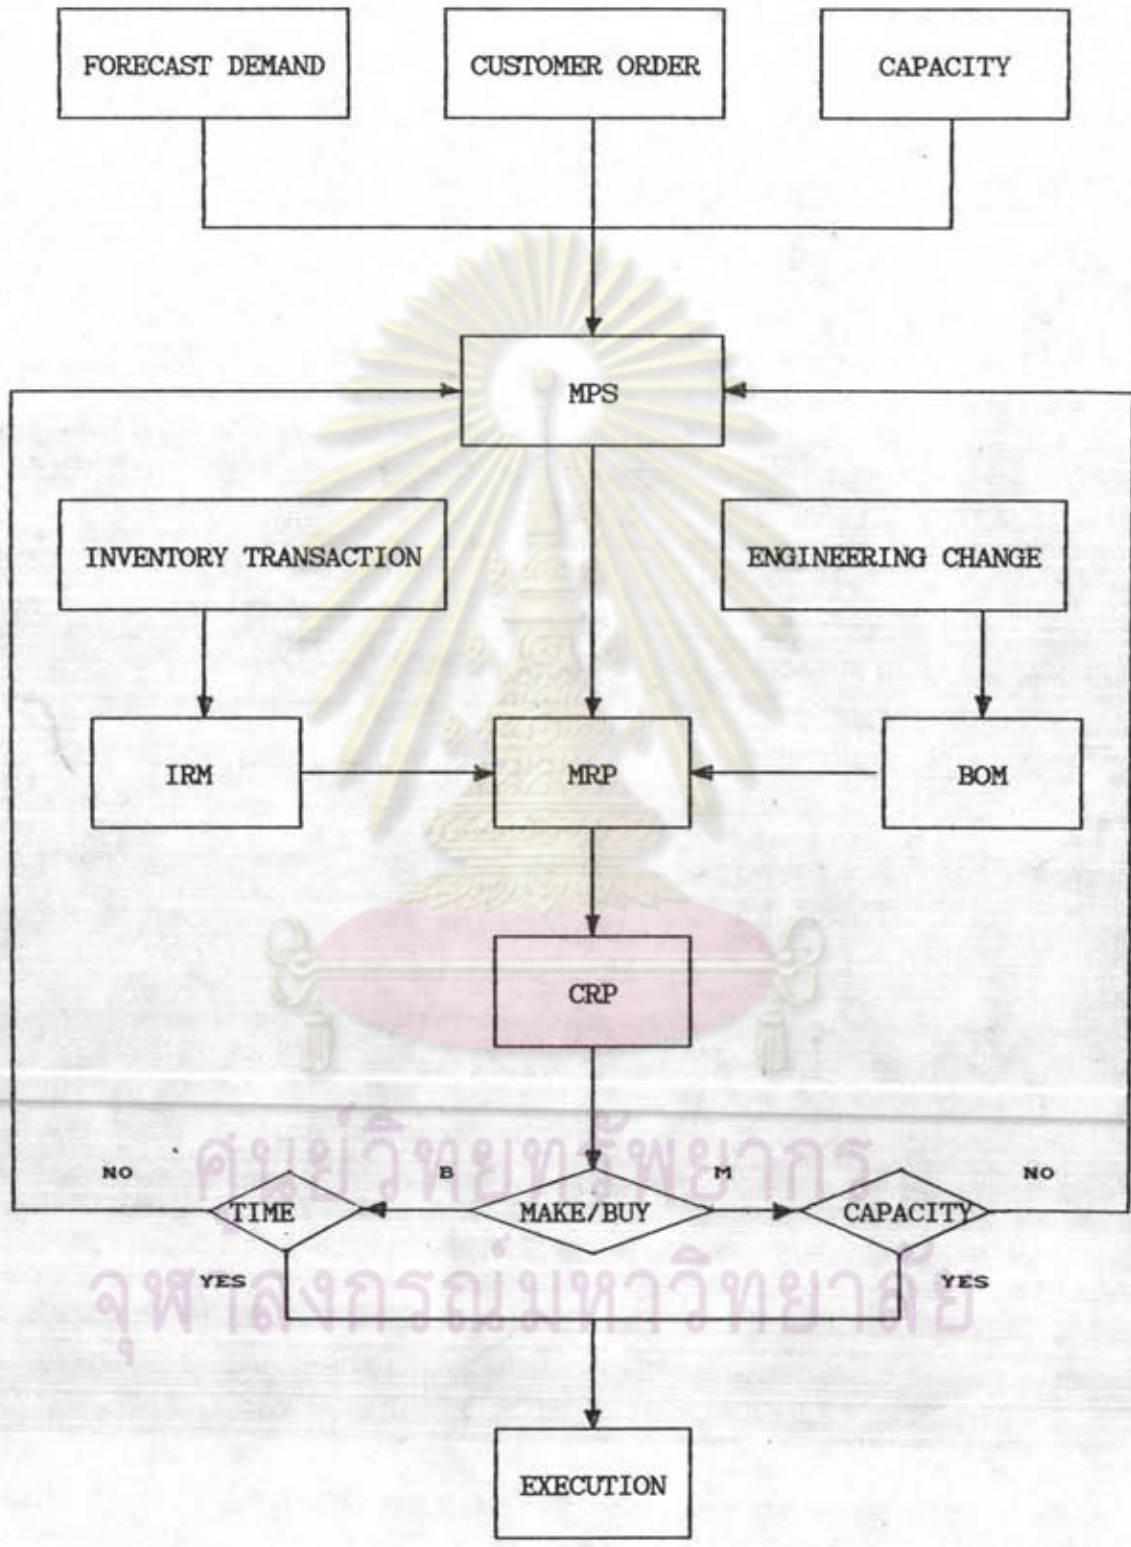 FORECAST DEMAND
CUSTOMER ORDER
CAPACITY
MPS
INVENTORY TRANSACTION
ENGINEERING CHANGE
IRM
MRP
BOM
CRP
ศูนย์วิทยทรัพยากร
NO
B
M
NO
TIME
MAKE/BUY
CAPACITY
จุฬาลงกรณ์มหาวิทยาลัย
YES
YES
EXECUTION